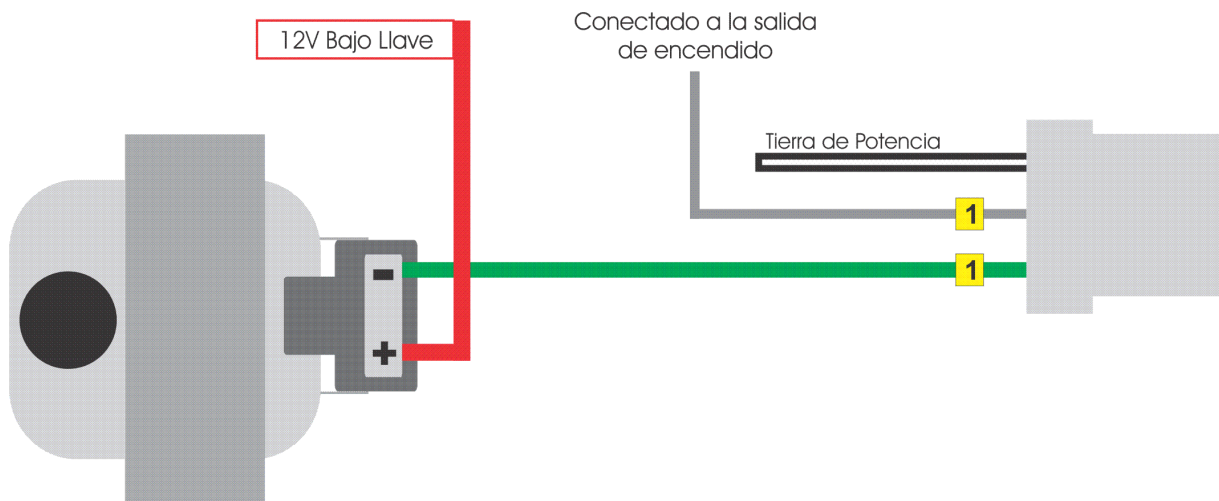 12V Bajo Llave
Conectado a la salida
de encendido
Tierra de Potencia
1
1
-
+